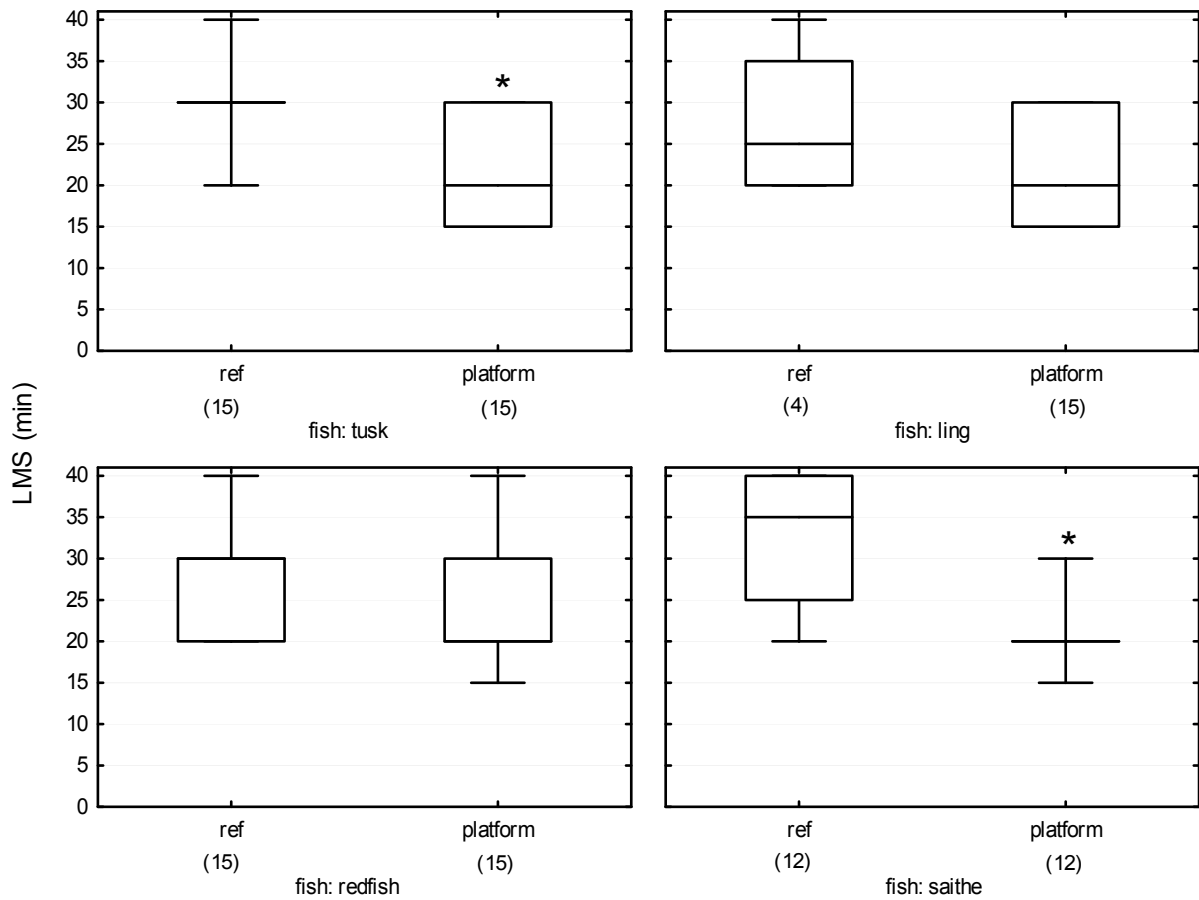 LMS (min)
40
35
30
25
20
15
10
5
0
*
ref
platform
(15)
(15)
fish: tusk
ref
platform
(4)
(15)
fish: ling
40
35
30
25
20
15
10
5
0
ref
platform
(15)
(15)
fish: redfish
*
ref
platform
(12)
(12)
fish: saithe